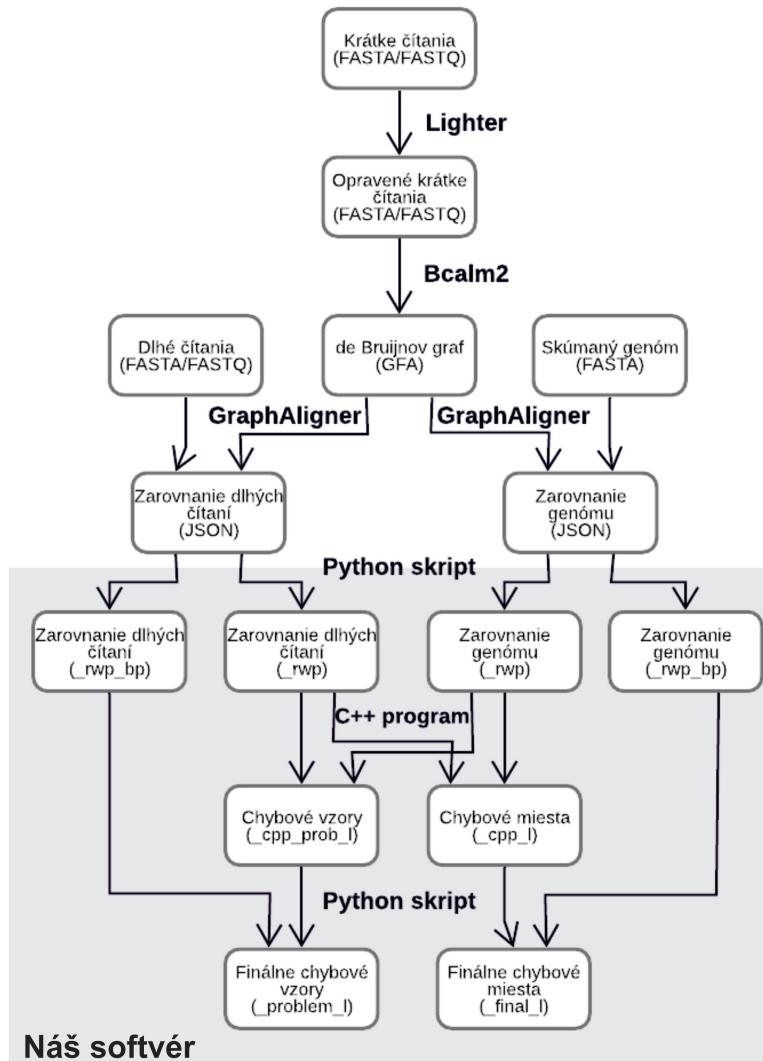 Krátke čítania
(FASTA/FASTQ)
Lighter
Opravené krátke
čítania
(FASTA/FASTQ)
Bcalm2
Dlhé čítania
(FASTA/FASTQ)
de Bruijnov graf
(GFA)
Skúmaný genóm
(FASTA)
GraphAligner
GraphAligner
Zarovnanie dlhých
čítaní
(JSON)
Zarovnanie
genómu
(JSON)
Python skript
Zarovnanie dlhých
čítaní
(_rwp_bp)
Zarovnanie dlhých
čítaní
(_rwp)
Zarovnanie
genómu
(_rwp)
Zarovnanie
genómu
(_rwp_bp)
C++ program
Chybové vzory
(_cpp_prob_l)
Chybové miesta
(_cpp_l)
Python skript
Finálne chybové
vzory
(_problem_l)
Finálne chybové
miesta
(_final_l)
Náš softvér